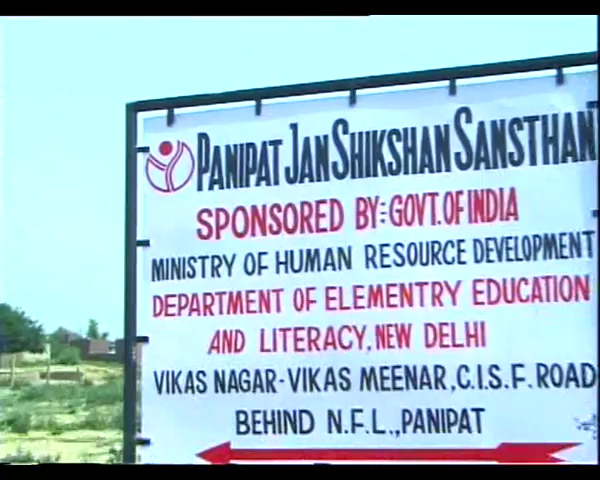 PANIPAT JAN SHIKSHAN SANSTHAN
SPONSORED BY:- GOVT. OF INDIA
MINISTRY OF HUMAN RESOURCE DEVELOPMENT
DEPARTMENT OF ELEMENTRY EDUCATION
AND LITERACY, NEW DELHI
VIKAS NAGAR-VIKAS MEENAR, C.I.S.F. ROAD
BEHIND N.F.L., PANIPAT